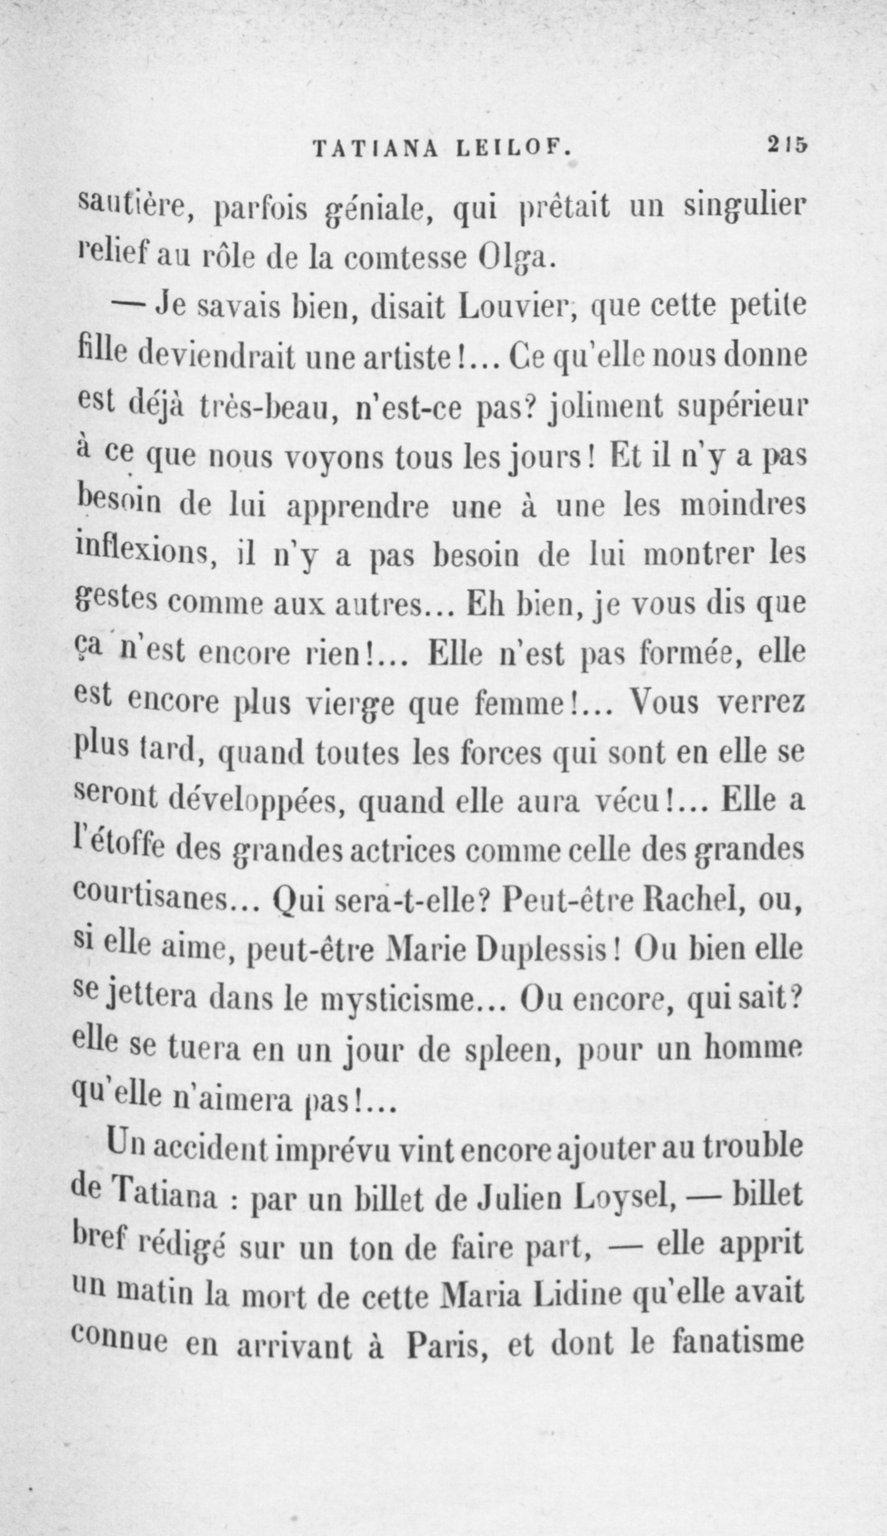 TATIANA LEILOF. 215
sautière, parfois géniale, qui prêtait un singulier
relief au rôle de la comtesse Olga.
— Je savais bien, disait Louvier, que cette petite
fille deviendrait une artiste!... Ce qu'elle nous donne
est déjà très-beau, n'est-ce pas? joliment supérieur
à ce que nous voyons tous les jours! Et il n'y a pas
besoin de lui apprendre une à une les moindres
inflexions, il n'y a pas besoin de lui montrer les
gestes comme aux autres... Eh bien, je vous dis que
ça n'est encore rien!... Elle n'est pas formée, elle
est encore plus vierge que femme!... Vous verrez
plus tard, quand toutes les forces qui sont en elle se
seront développées, quand elle aura vécu!... Elle a
l'étoffe des grandes actrices comme celle des grandes
courtisanes... Qui sera-t-elle? Peut-être Rachel, ou,
si elle aime, peut-être Marie Duplessis! Ou bien elle
se jettera dans le mysticisme... Ou encore, qui sait?
elle se tuera en un jour de spleen, pour un homme
qu'elle n'aimera pas!...
Un accident imprévu vint encore ajouter au trouble
de Tatiana : par un billet de Julien Loysel, — billet
bref rédigé sur un ton de faire part, — elle apprit
un matin la mort de cette Maria Lidine qu'elle avait
connue en arrivant à Paris, et dont le fanatisme